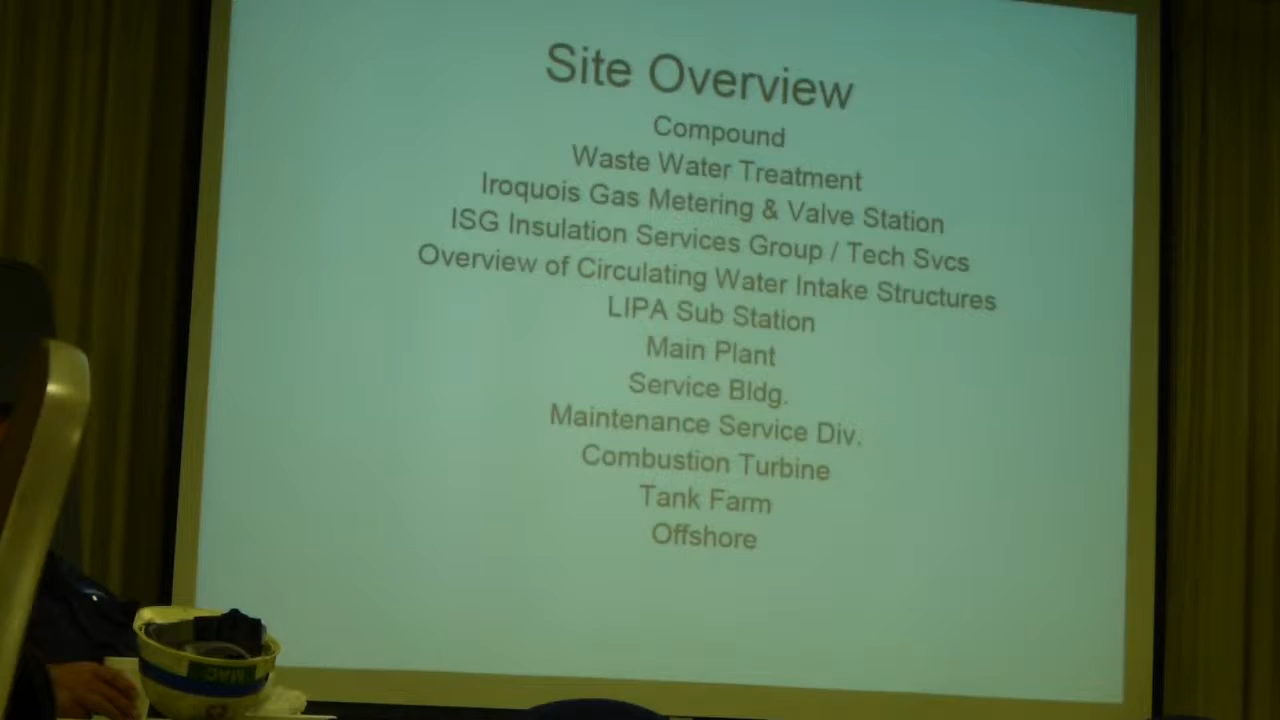 Site Overview
Compound
Waste Water Treatment
Iroquois Gas Metering & Valve Station
ISG Insulation Services Group / Tech Svcs
Overview of Circulating Water Intake Structures
LIPA Sub Station
Main Plant
Service Bldg.
Maintenance Service Div.
Combustion Turbine
Tank Farm
Offshore
MAC